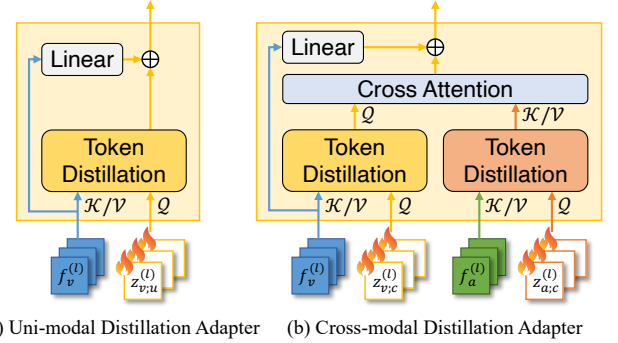 Linear
Token
Distillation
𝒦/𝒱
𝒬
f_v^(l)
z_{v;u}^(l)
) Uni-modal Distillation Adapter
Linear
Cross Attention
𝒬
𝒦/𝒱
Token
Distillation
Token
Distillation
𝒦/𝒱
𝒬
𝒦/𝒱
𝒬
f_v^(l)
z_{v;c}^(l)
f_a^(l)
z_{a;c}^(l)
(b) Cross-modal Distillation Adapter